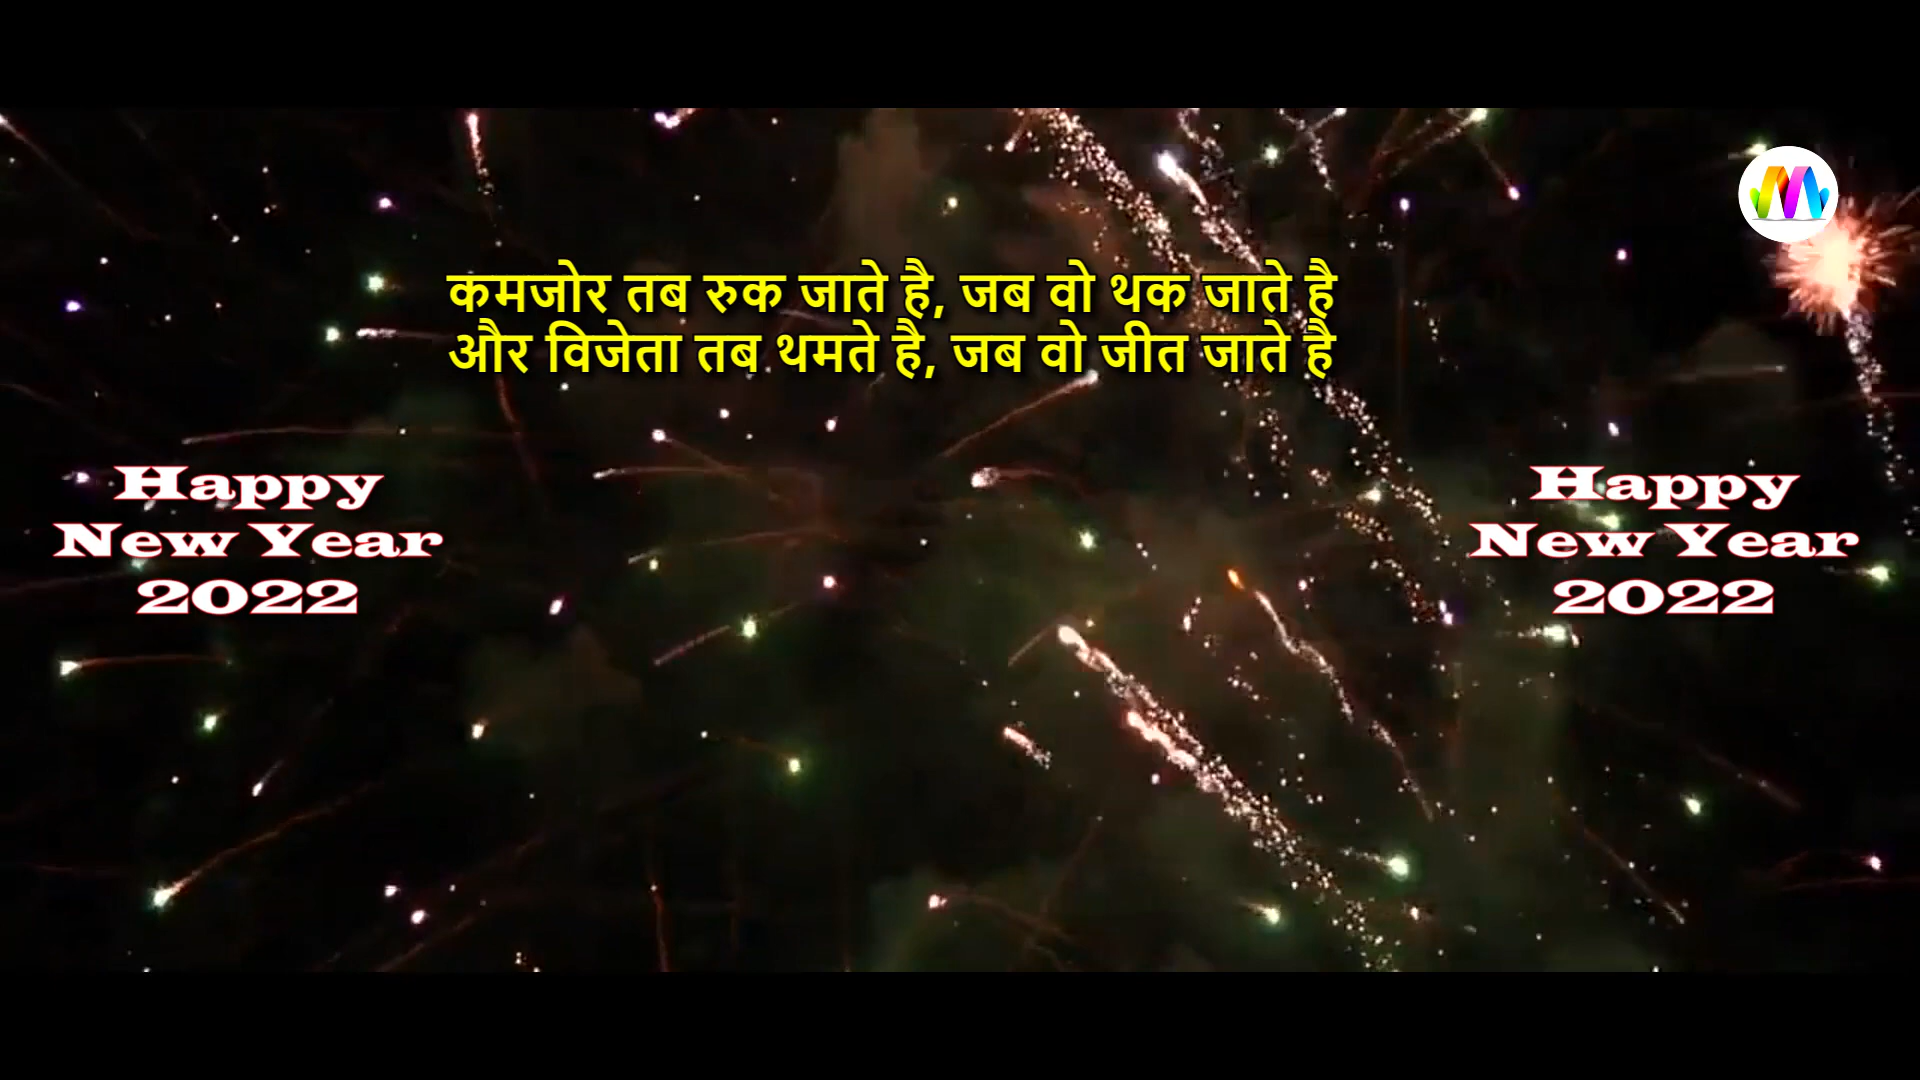 कमजोर तब रुक जाते है, जब वो थक जाते है
और विजेता तब थमते है, जब वो जीत जाते है
Happy
New Year
2022
Happy
New Year
2022